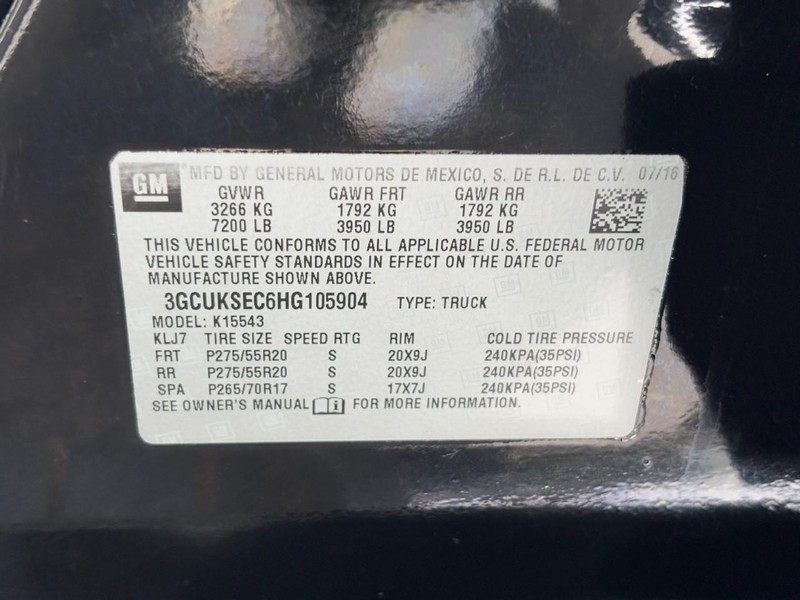 GM MFD BY GENERAL MOTORS DE MEXICO, S. DE R.L. DE C.V. 07/16
GVWR GAWR FRT GAWR RR
3266 KG 1792 KG 1792 KG
7200 LB 3950 LB 3950 LB
THIS VEHICLE CONFORMS TO ALL APPLICABLE U.S. FEDERAL MOTOR
VEHICLE SAFETY STANDARDS IN EFFECT ON THE DATE OF
MANUFACTURE SHOWN ABOVE.
3GCUKSEC6HG105904 TYPE: TRUCK
MODEL: K15543
KLJ7 TIRE SIZE SPEED RTG RIM COLD TIRE PRESSURE
FRT P275/55R20 S 20X9J 240KPA(35PSI)
RR P275/55R20 S 20X9J 240KPA(35PSI)
SPA P265/70R17 S 17X7J 240KPA(35PSI)
SEE OWNER'S MANUAL FOR MORE INFORMATION.